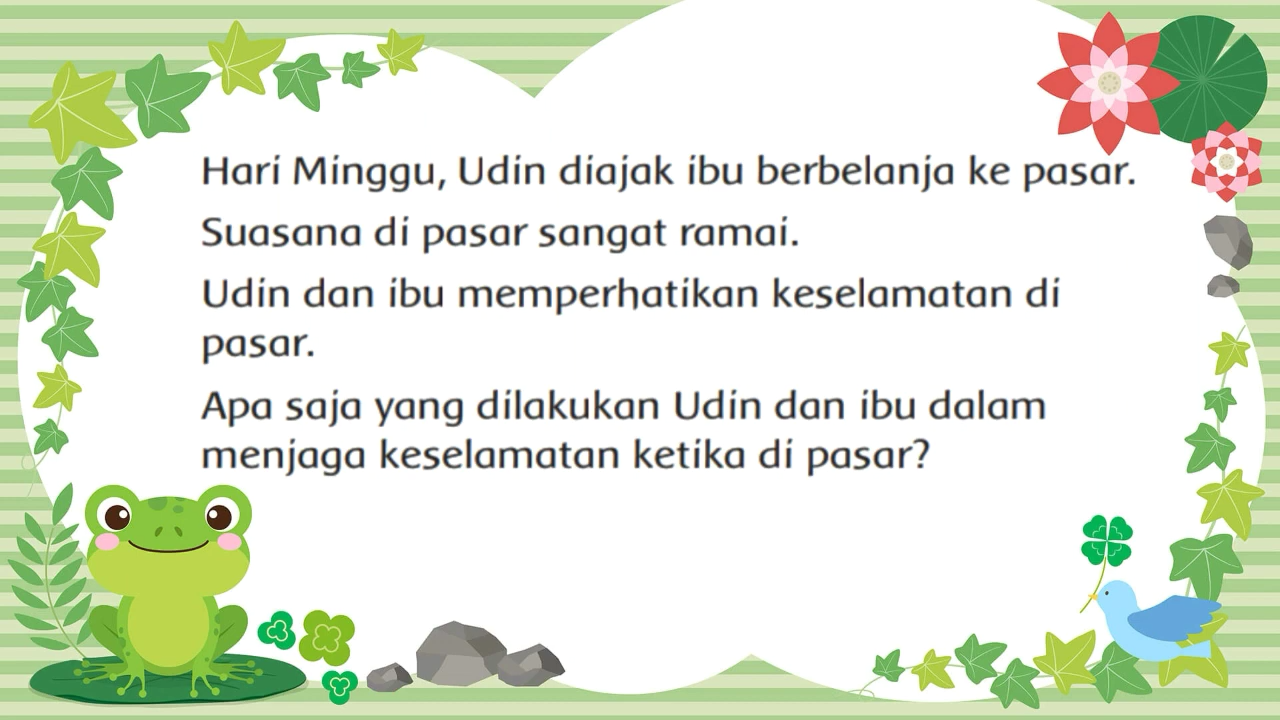 Hari Minggu, Udin diajak ibu berbelanja ke pasar.
Suasana di pasar sangat ramai.
Udin dan ibu memperhatikan keselamatan di
pasar.
Apa saja yang dilakukan Udin dan ibu dalam
menjaga keselamatan ketika di pasar?